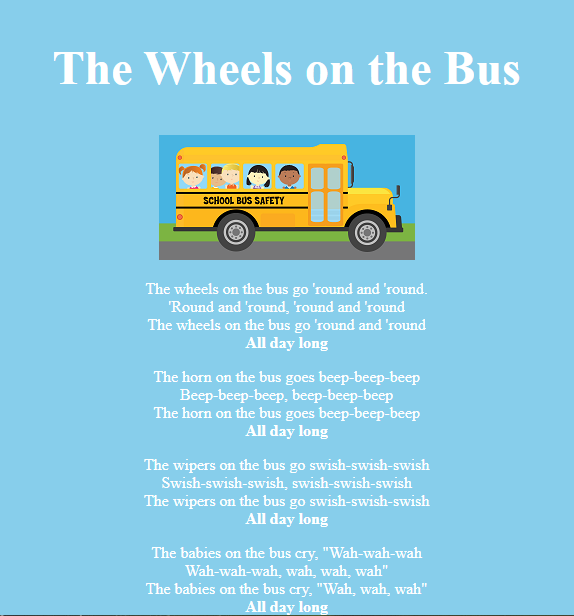 The Wheels on the Bus
SCHOOL BUS SAFETY
The wheels on the bus go 'round and 'round.
'Round and 'round, 'round and 'round
The wheels on the bus go 'round and 'round
All day long
The horn on the bus goes beep-beep-beep
Beep-beep-beep, beep-beep-beep
The horn on the bus goes beep-beep-beep
All day long
The wipers on the bus go swish-swish-swish
Swish-swish-swish, swish-swish-swish
The wipers on the bus go swish-swish-swish
All day long
The babies on the bus cry, "Wah-wah-wah
Wah-wah-wah, wah, wah, wah"
The babies on the bus cry, "Wah, wah, wah"
All day long